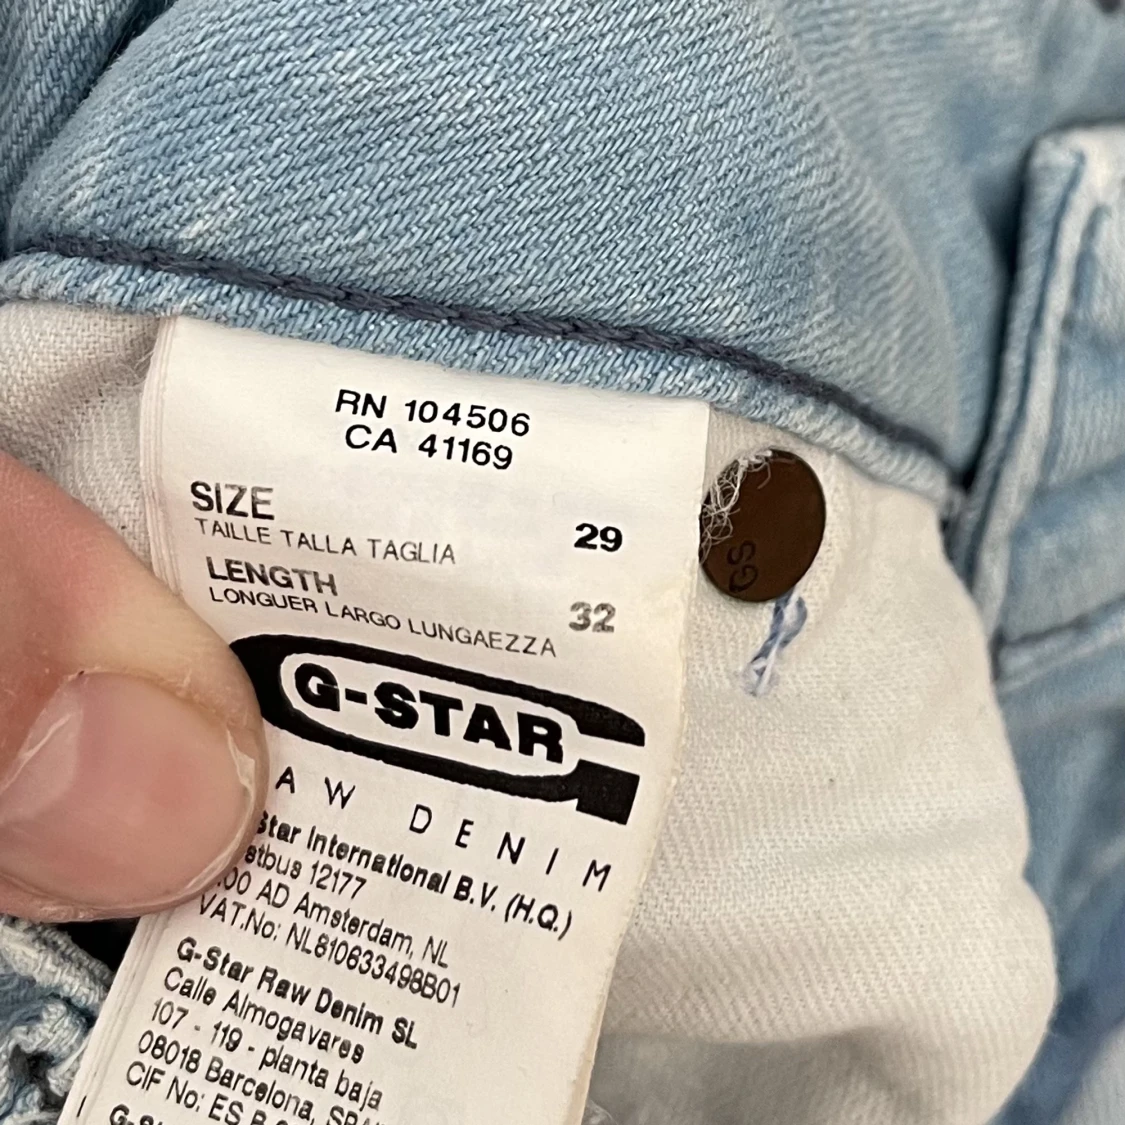 RN 104506
CA 41169
SIZE
TAILLE TALLA TAGLIA 29
LENGTH
LONGUER LARGO LUNGAEZZA 32
G-STAR
AW DENIM
Star International B.V. (H.Q.)
stbus 12177
00 AD Amsterdam, NL
VAT.No: NL810633498B01
G-Star Raw Denim SL
Calle Almogavares
107 - 119 - planta baja
08018 Barcelona,
CIF No: ES B
GS